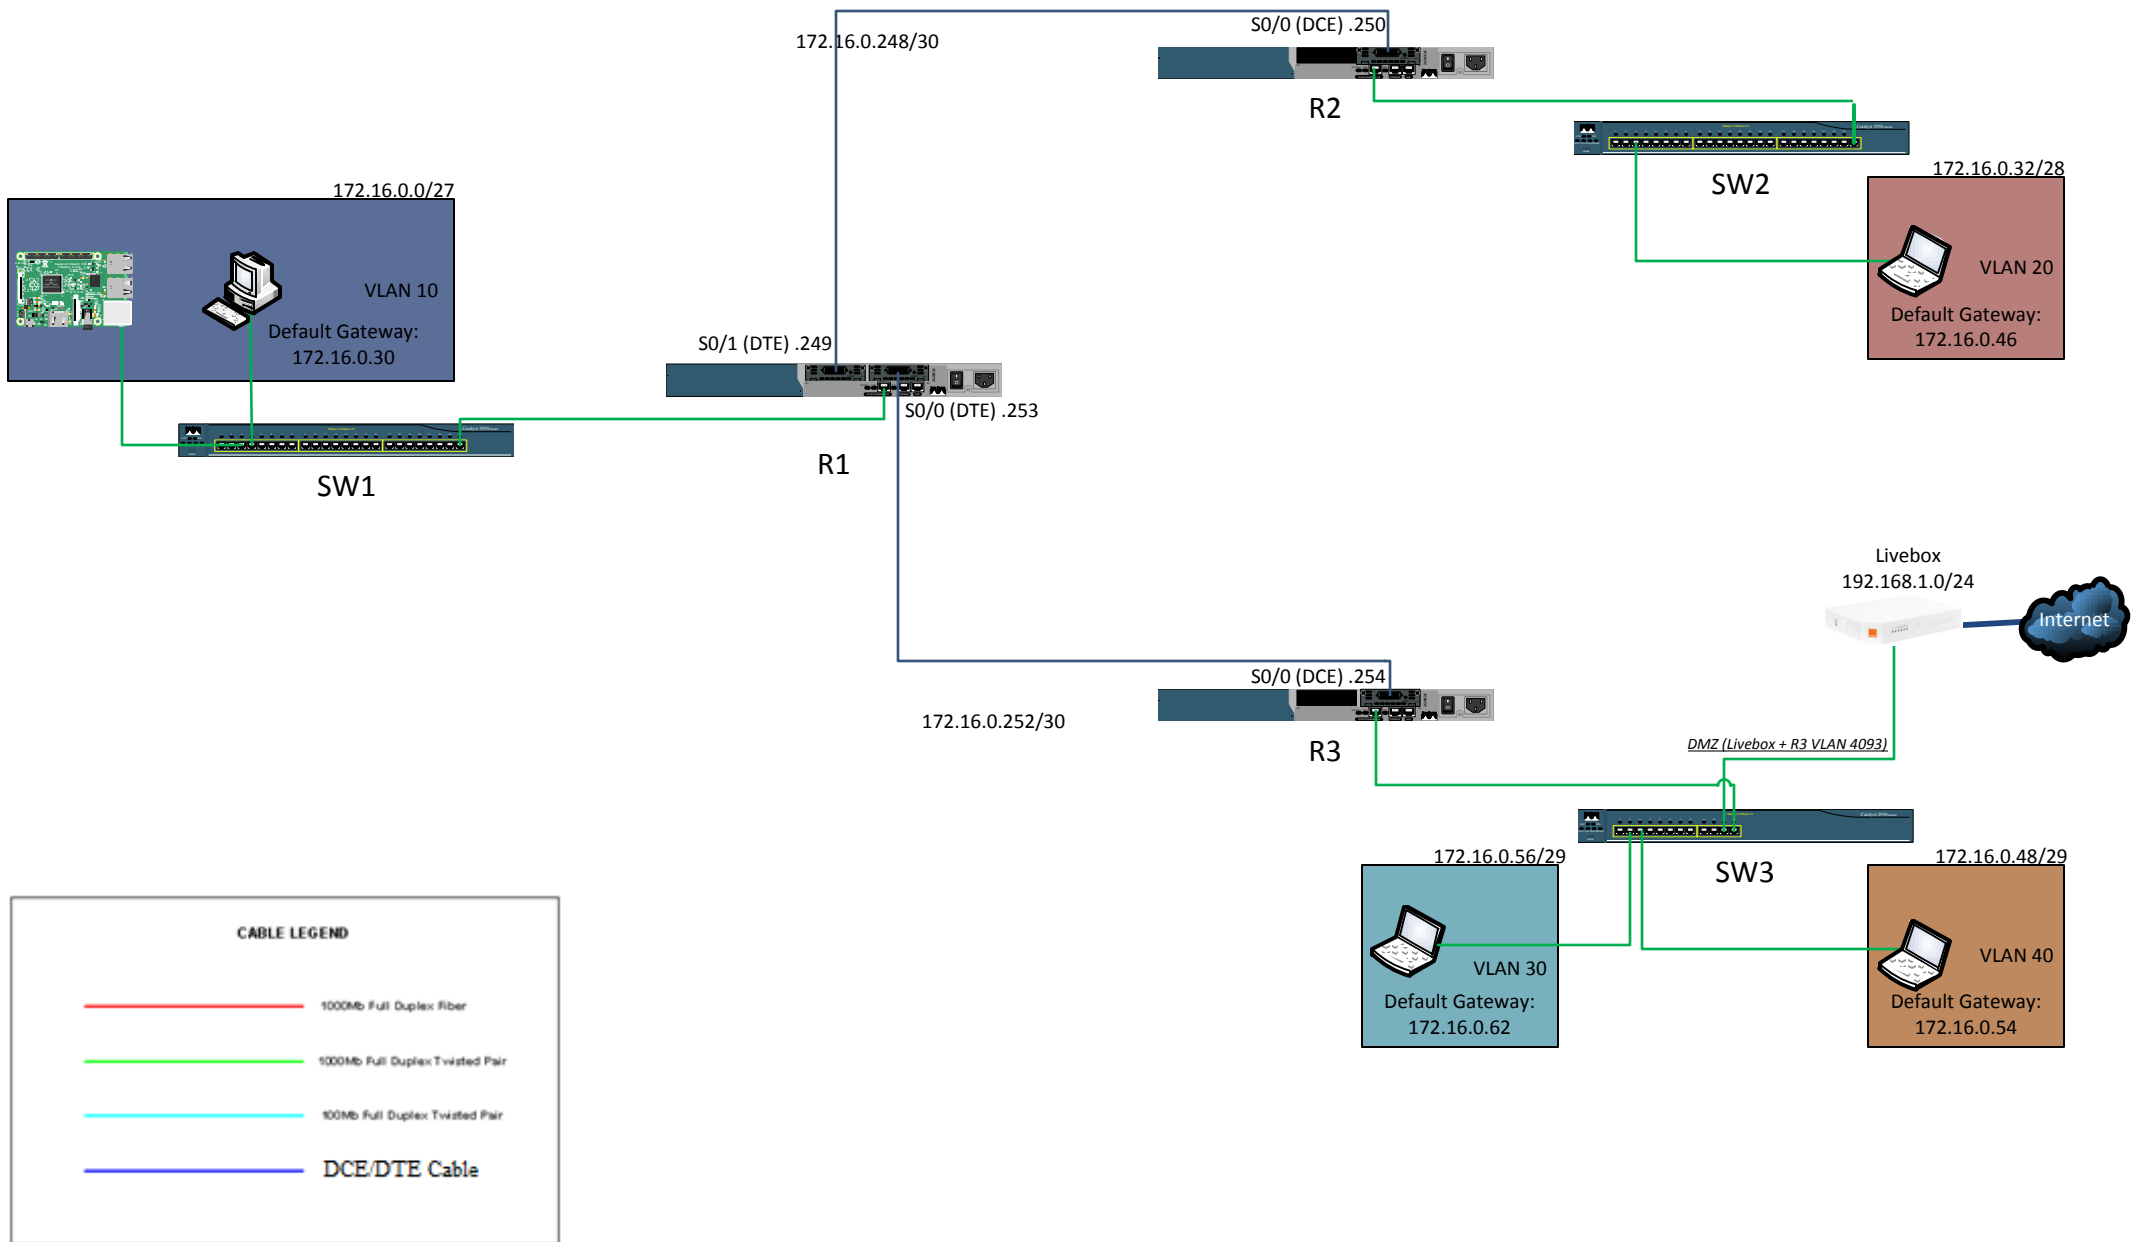 S0/0 (DCE) .250
172.16.0.248/30
R2
SW2
172.16.0.32/28
VLAN 20
Default Gateway:
172.16.0.46
172.16.0.0/27
VLAN 10
Default Gateway:
172.16.0.30
S0/1 (DTE) .249
S0/0 (DTE) .253
R1
SW1
Livebox
192.168.1.0/24
Internet
S0/0 (DCE) .254
172.16.0.252/30
R3
DMZ (Livebox + R3 VLAN 4093)
SW3
172.16.0.56/29
VLAN 30
Default Gateway:
172.16.0.62
172.16.0.48/29
VLAN 40
Default Gateway:
172.16.0.54
CABLE LEGEND
1000Mb Full Duplex Fiber
1000Mb Full Duplex Twisted Pair
100Mb Full Duplex Twisted Pair
DCE/DTE Cable